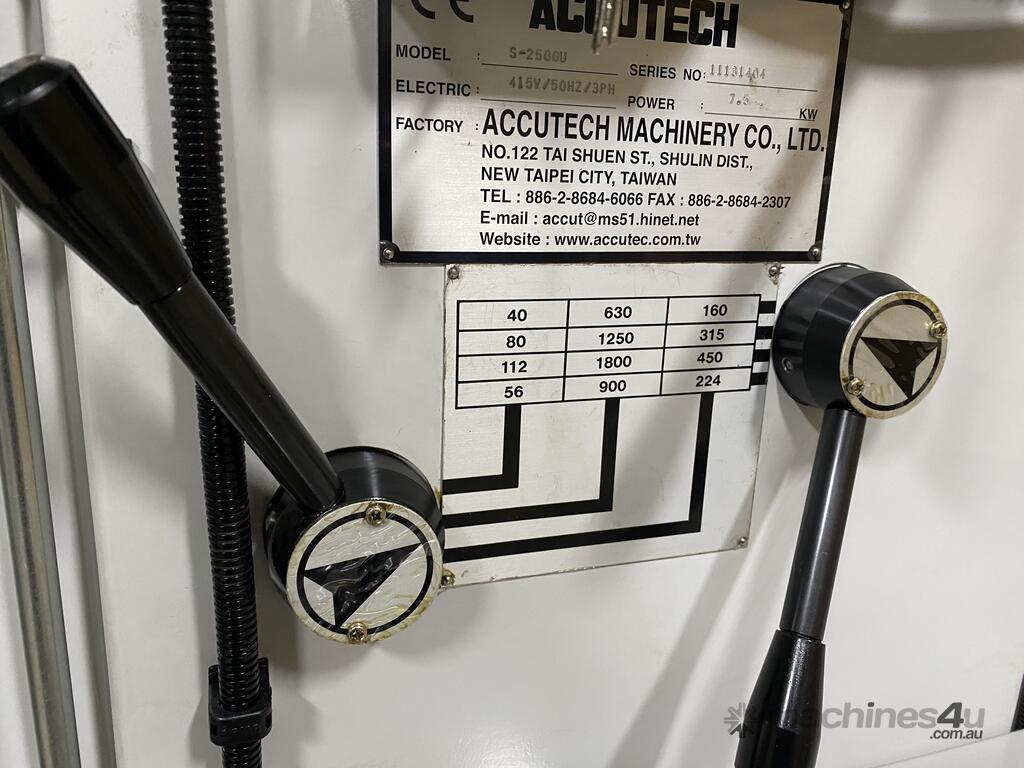 CE ACCUTECH
MODEL : S-2500U
SERIES NO: 11131404
ELECTRIC : 415V/50HZ/3PH
POWER : 7.5 KW
FACTORY : ACCUTECH MACHINERY CO., LTD.
NO.122 TAI SHUEN ST., SHULIN DIST.,
NEW TAIPEI CITY, TAIWAN
TEL : 886-2-8684-6066 FAX : 886-2-8684-2307
E-mail : accut@ms51.hinet.net
Website : www.accutec.com.tw
40 630 160
80 1250 315
112 1800 450
56 900 224
machines4u
.com.au